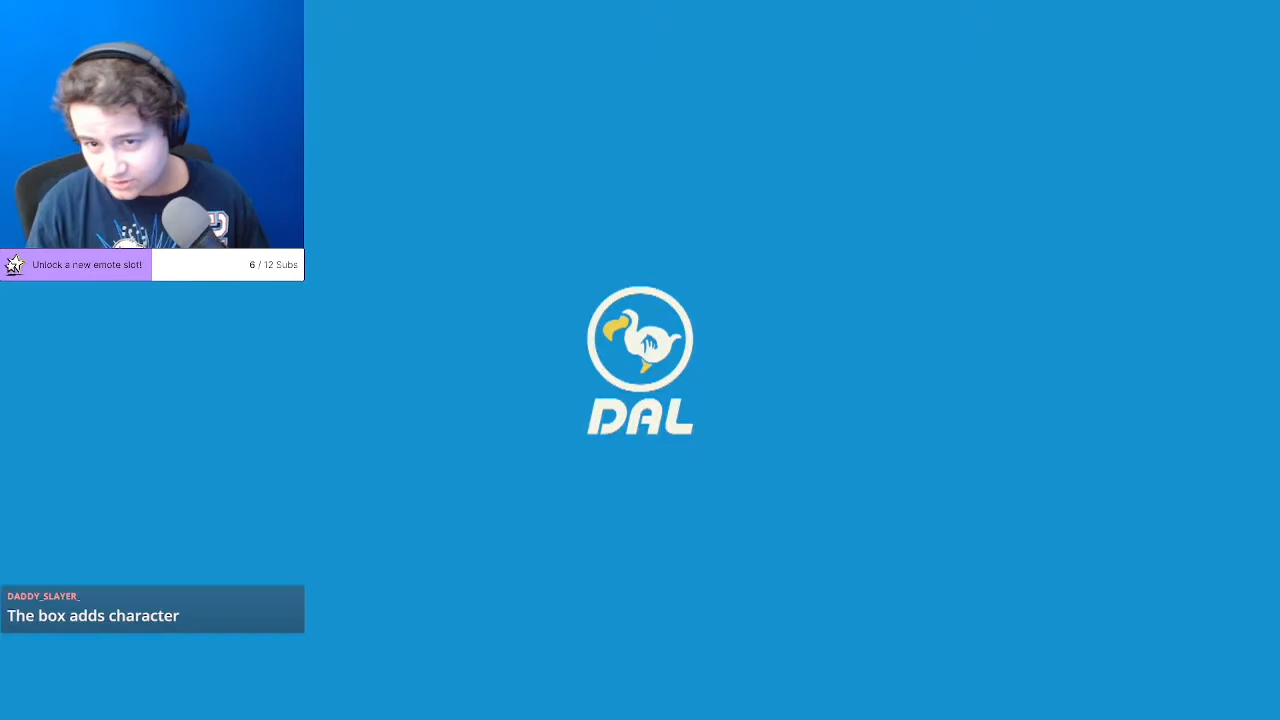 Unlock a new emote slot!
6 / 12 Subs
DAL
DADDY_SLAYER_
The box adds character